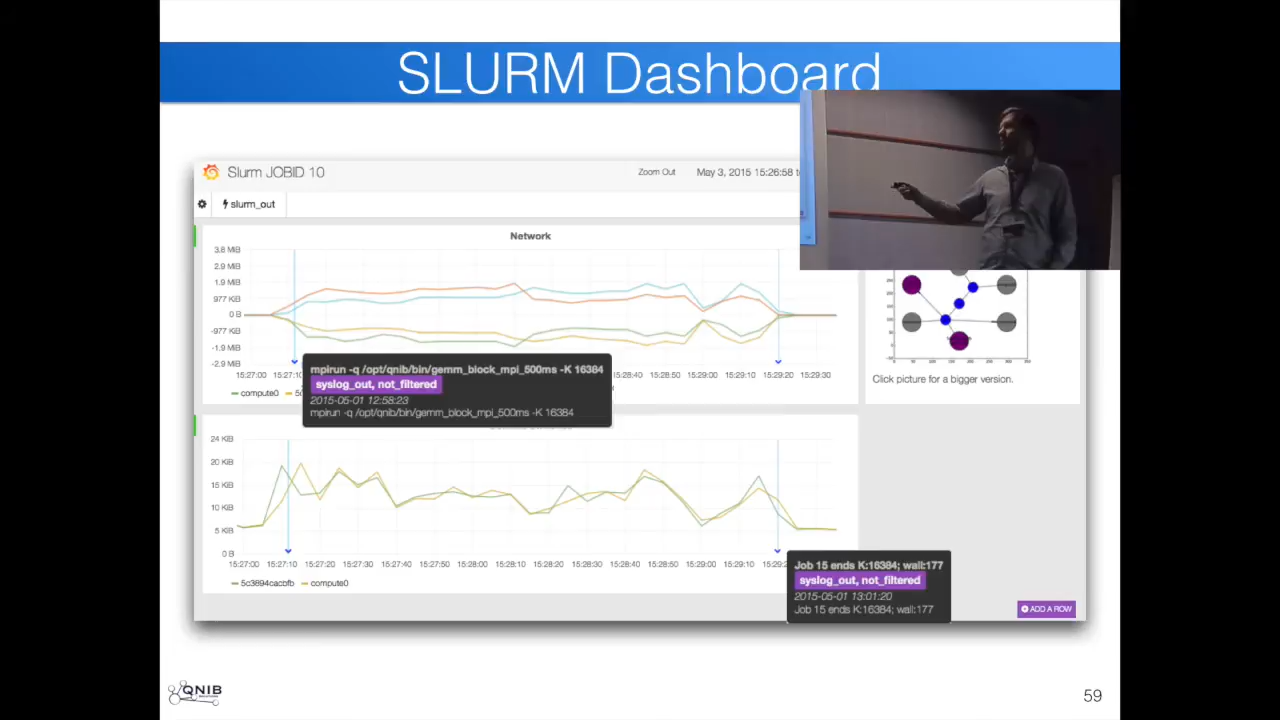 SLURM Dashboard
Slurm JOBID 10
Zoom Out
May 3, 2015 15:26:58
slurm_out
Network
3.8 MiB
2.9 MiB
1.9 MiB
977 KiB
0 B
-977 KiB
-1.9 MiB
-2.9 MiB
15:27:00 15:27:10 15:28:40 15:28:50 15:29:00 15:29:10 15:29:20 15:29:30
compute0
mpirun -q /opt/qnib/bin/gemm_block_mpi_500ms -K 16384
syslog_out, not_filtered
2015-05-01 12:58:23
mpirun -q /opt/qnib/bin/gemm_block_mpi_500ms -K 16384
Click picture for a bigger version.
24 KiB
20 KiB
15 KiB
10 KiB
5 KiB
0 B
15:27:00 15:27:10 15:27:20 15:27:30 15:27:40 15:27:50 15:28:00 15:28:10 15:28:20 15:28:30 15:28:40 15:28:50 15:29:00 15:29:10
5c3894cacbfb compute0
Job 15 ends K:16384; wall:177
syslog_out, not_filtered
2015-05-01 13:01:20
Job 15 ends K:16384; wall:177
ADD A ROW
QNIB
59